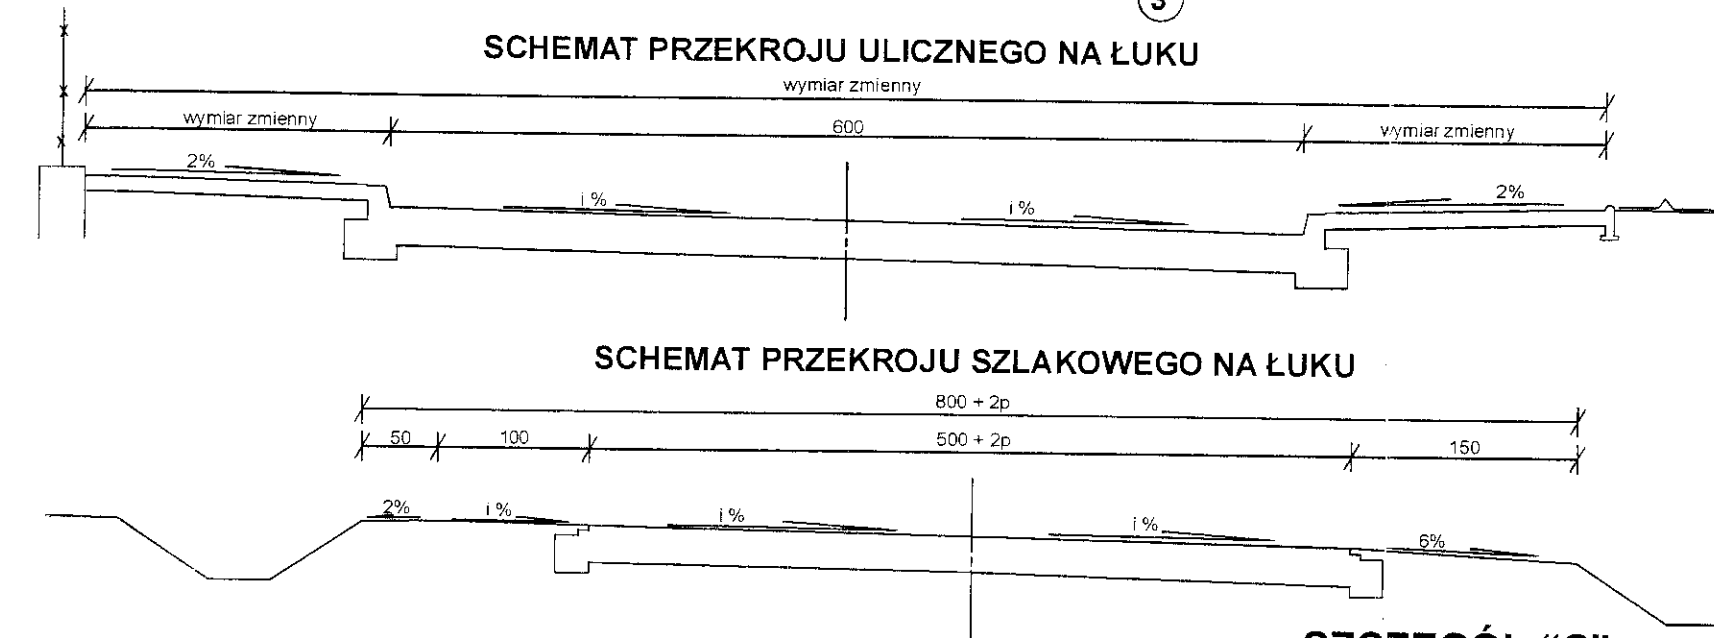 3
SCHEMAT PRZEKROJU ULICZNEGO NA ŁUKU
wymiar zmienny
wymiar zmienny 600 wymiar zmienny
2% i % i % 2%
SCHEMAT PRZEKROJU SZLAKOWEGO NA ŁUKU
800 + 2p
50 100 500 + 2p 150
2% i % i % i % 6%